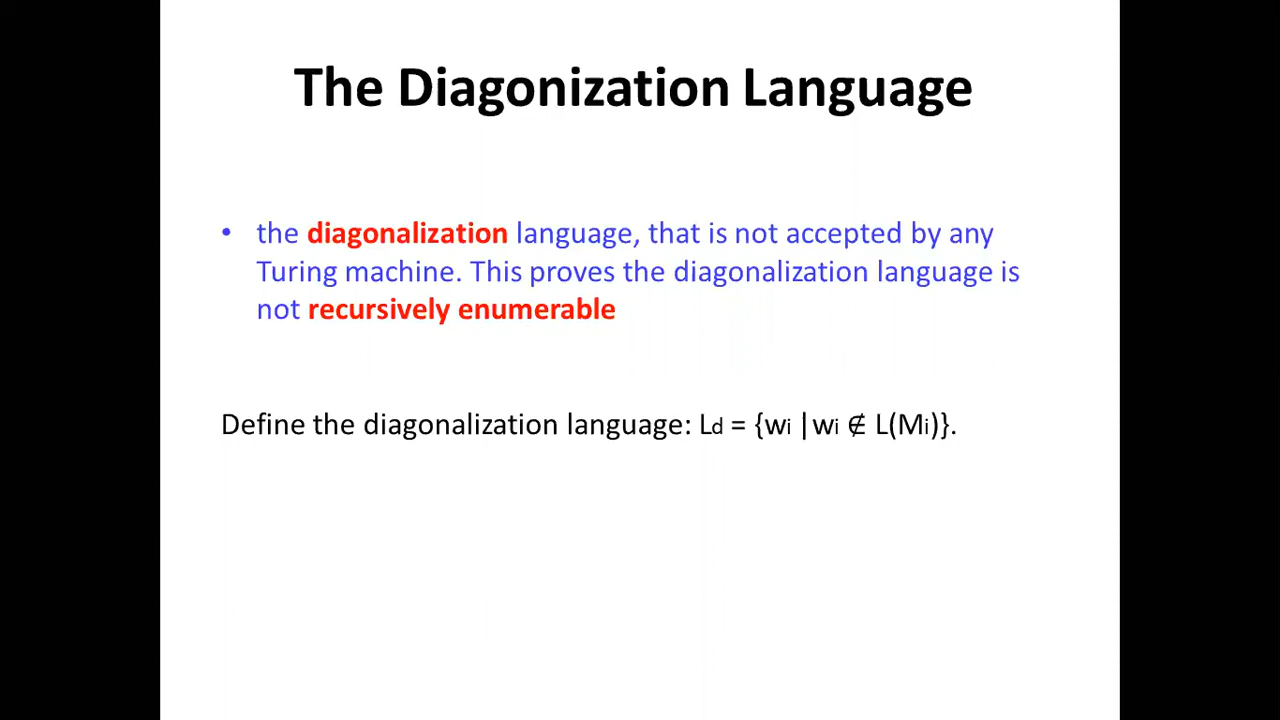 The Diagonization Language
• the diagonalization language, that is not accepted by any
Turing machine. This proves the diagonalization language is
not recursively enumerable
Define the diagonalization language: Ld = {wi |wi ∉ L(Mi)}.